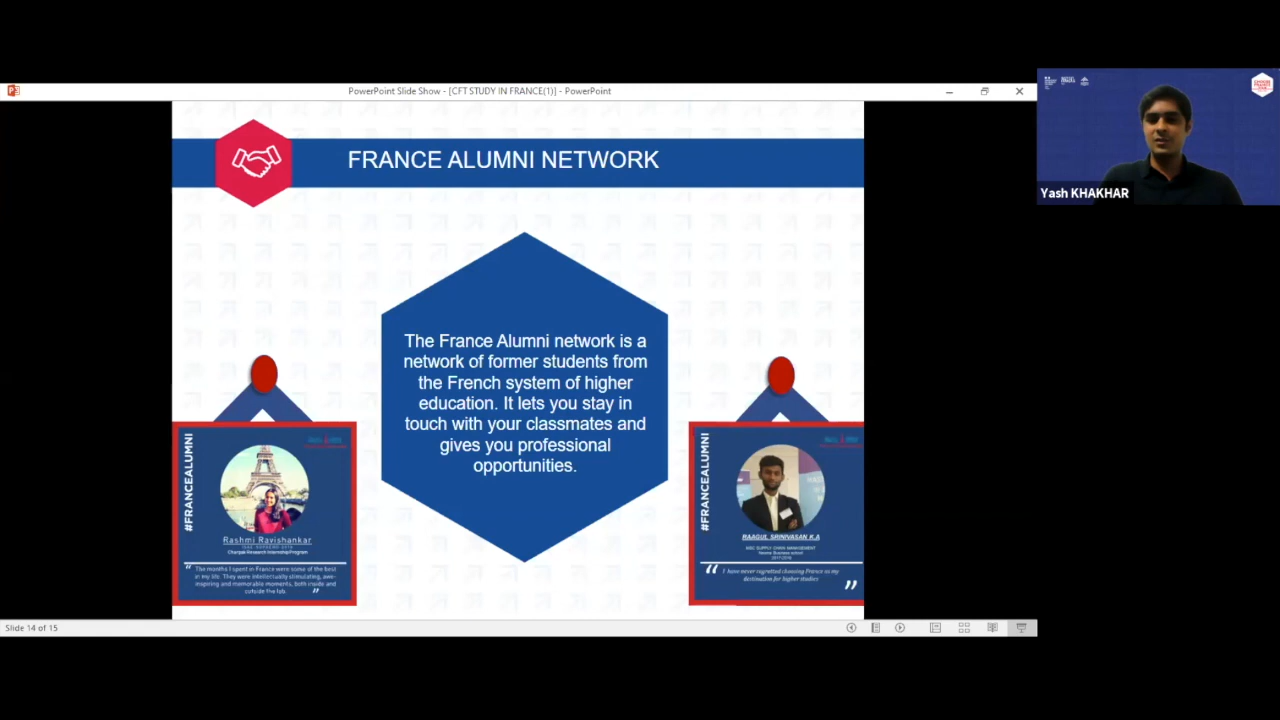 PowerPoint Slide Show - [CFT STUDY IN FRANCE(1)] - PowerPoint
Yash KHAKHAR
FRANCE ALUMNI NETWORK
The France Alumni network is a
network of former students from
the French system of higher
education. It lets you stay in
touch with your classmates and
gives you professional
opportunities.
#FRANCEALUMNI
Rashmi Ravishankar
Charpak Research Internship Program
“ The months I spent in France were some of the best
in my life. They were intellectually stimulating, awe-
inspiring and memorable moments, both inside and
outside the lab. ”
#FRANCEALUMNI
RAAGUL SRINIVASAN K.A
MSC SUPPLY CHAIN MANAGEMENT
“ I have never regretted choosing France as my
destination for higher studies ”
Slide 14 of 15